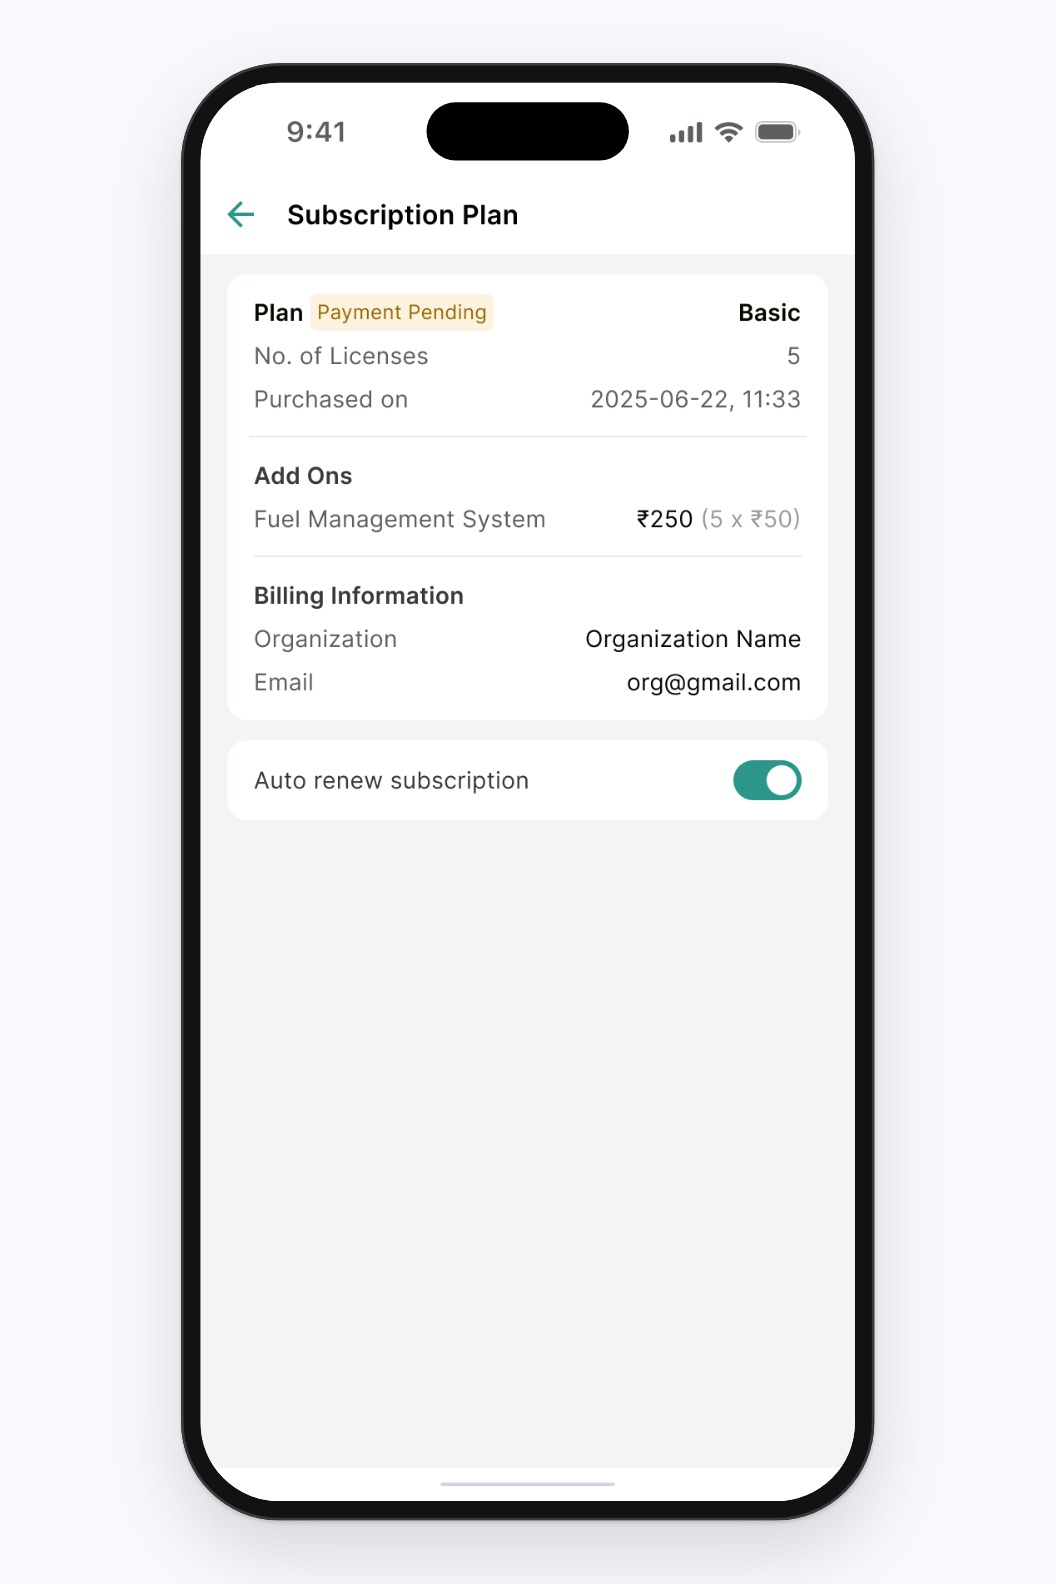 9:41
Subscription Plan
Plan Payment Pending Basic
No. of Licenses 5
Purchased on 2025-06-22, 11:33
Add Ons
Fuel Management System ₹250 (5 x ₹50)
Billing Information
Organization Organization Name
Email org@gmail.com
Auto renew subscription